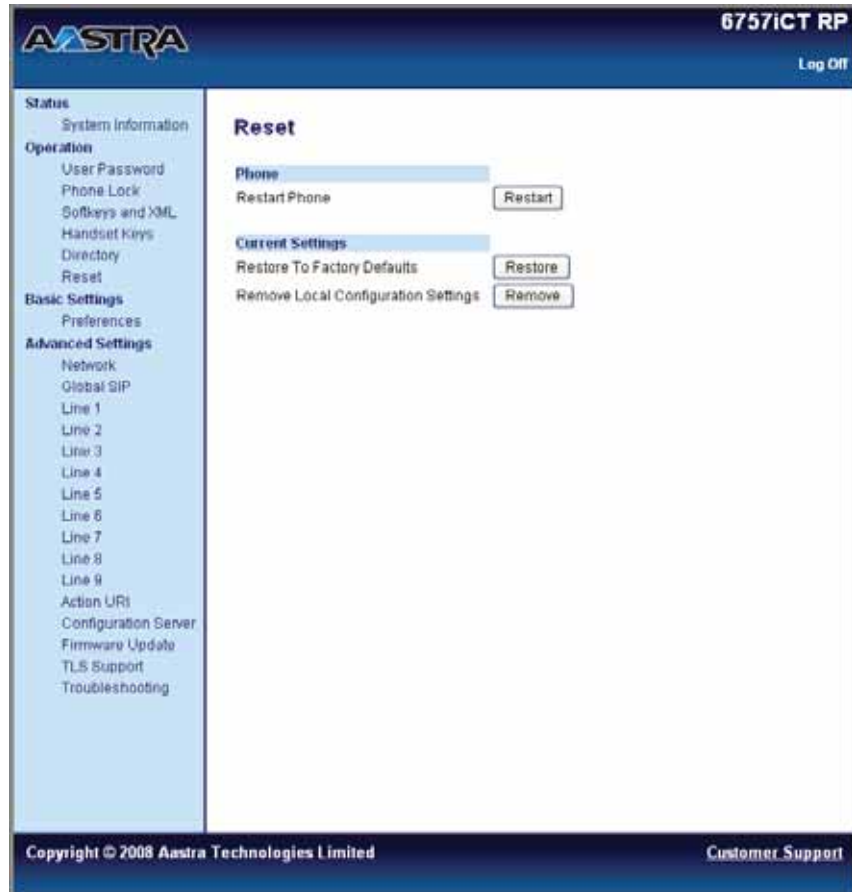 AASTRA
6757iCT RP
Log Off
Status
System Information
Operation
User Password
Phone Lock
Softkeys and XML
Handset Keys
Directory
Reset
Basic Settings
Preferences
Advanced Settings
Network
Global SIP
Line 1
Line 2
Line 3
Line 4
Line 5
Line 6
Line 7
Line 8
Line 9
Action URI
Configuration Server
Firmware Update
TLS Support
Troubleshooting
Reset
Phone
Restart Phone Restart
Current Settings
Restore To Factory Defaults Restore
Remove Local Configuration Settings Remove
Copyright © 2008 Aastra Technologies Limited
Customer Support